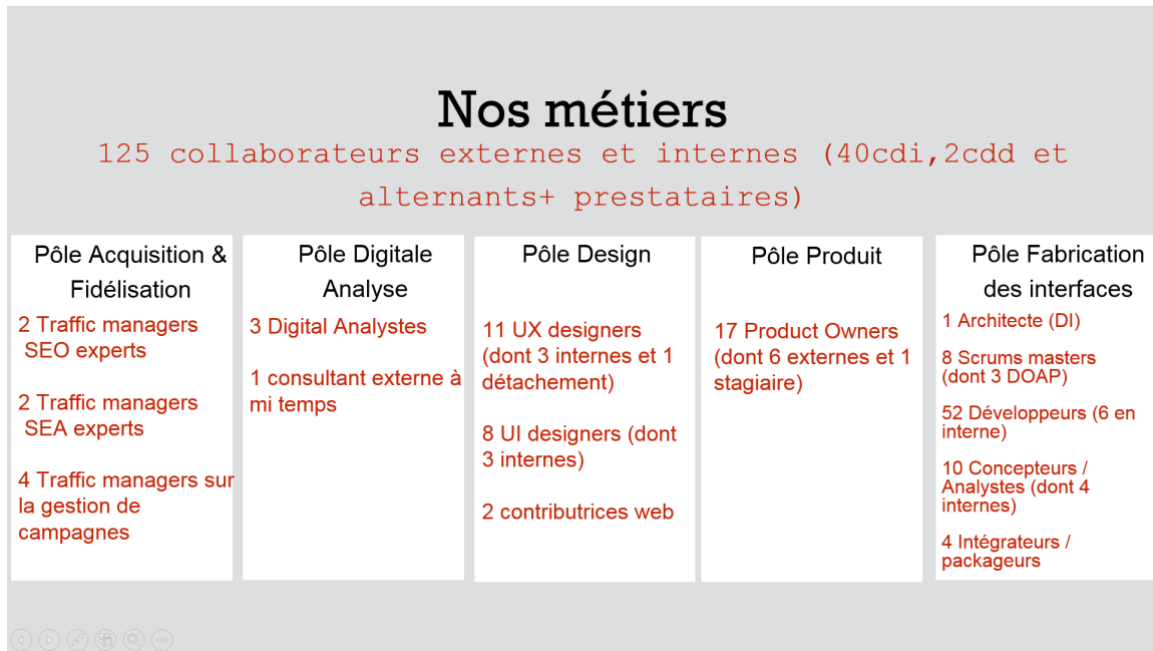 Nos métiers
125 collaborateurs externes et internes (40cdi,2cdd et
alternants+ prestataires)
Pôle Acquisition &
Fidélisation
2 Traffic managers
SEO experts
2 Traffic managers
SEA experts
4 Traffic managers sur
la gestion de
campagnes
Pôle Digitale
Analyse
3 Digital Analystes
1 consultant externe à
mi temps
Pôle Design
11 UX designers
(dont 3 internes et 1
détachement)
8 UI designers (dont
3 internes)
2 contributrices web
Pôle Produit
17 Product Owners
(dont 6 externes et 1
stagiaire)
Pôle Fabrication
des interfaces
1 Architecte (DI)
8 Scrums masters
(dont 3 DOAP)
52 Développeurs (6 en
interne)
10 Concepteurs /
Analystes (dont 4
internes)
4 Intégrateurs /
packageurs